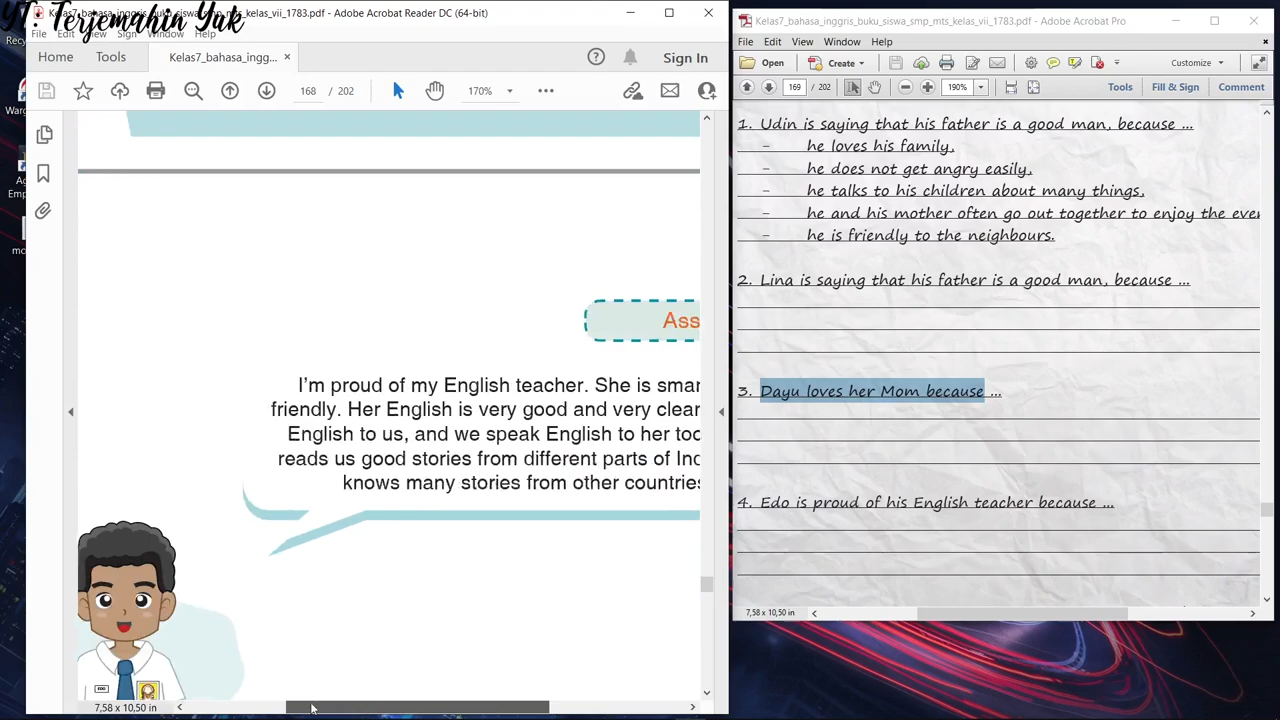 YT: Terjemahin Yuk
siswa_smp_mts_kelas_vii_1783.pdf - Adobe Acrobat Reader DC (64-bit)
File Edit View Sign Window Help
Home Tools Kelas7_bahasa_ingg... × Sign In
168 / 202 170%
Ass
I'm proud of my English teacher. She is smar
friendly. Her English is very good and very clear
English to us, and we speak English to her too
reads us good stories from different parts of Ind
knows many stories from other countries
EDO
7,58 x 10,50 in
Kelas7_bahasa_inggris_buku_siswa_smp_mts_kelas_vii_1783.pdf - Adobe Acrobat Pro
File Edit View Window Help
Open Create Customize
169 / 202 190% Tools Fill & Sign Comment
1. Udin is saying that his father is a good man, because ...
- he loves his family,
- he does not get angry easily,
- he talks to his children about many things,
- he and his mother often go out together to enjoy the ever
- he is friendly to the neighbours.
2. Lina is saying that his father is a good man, because ...
3. Dayu loves her Mom because ...
4. Edo is proud of his English teacher because ...
7,58 x 10,50 in